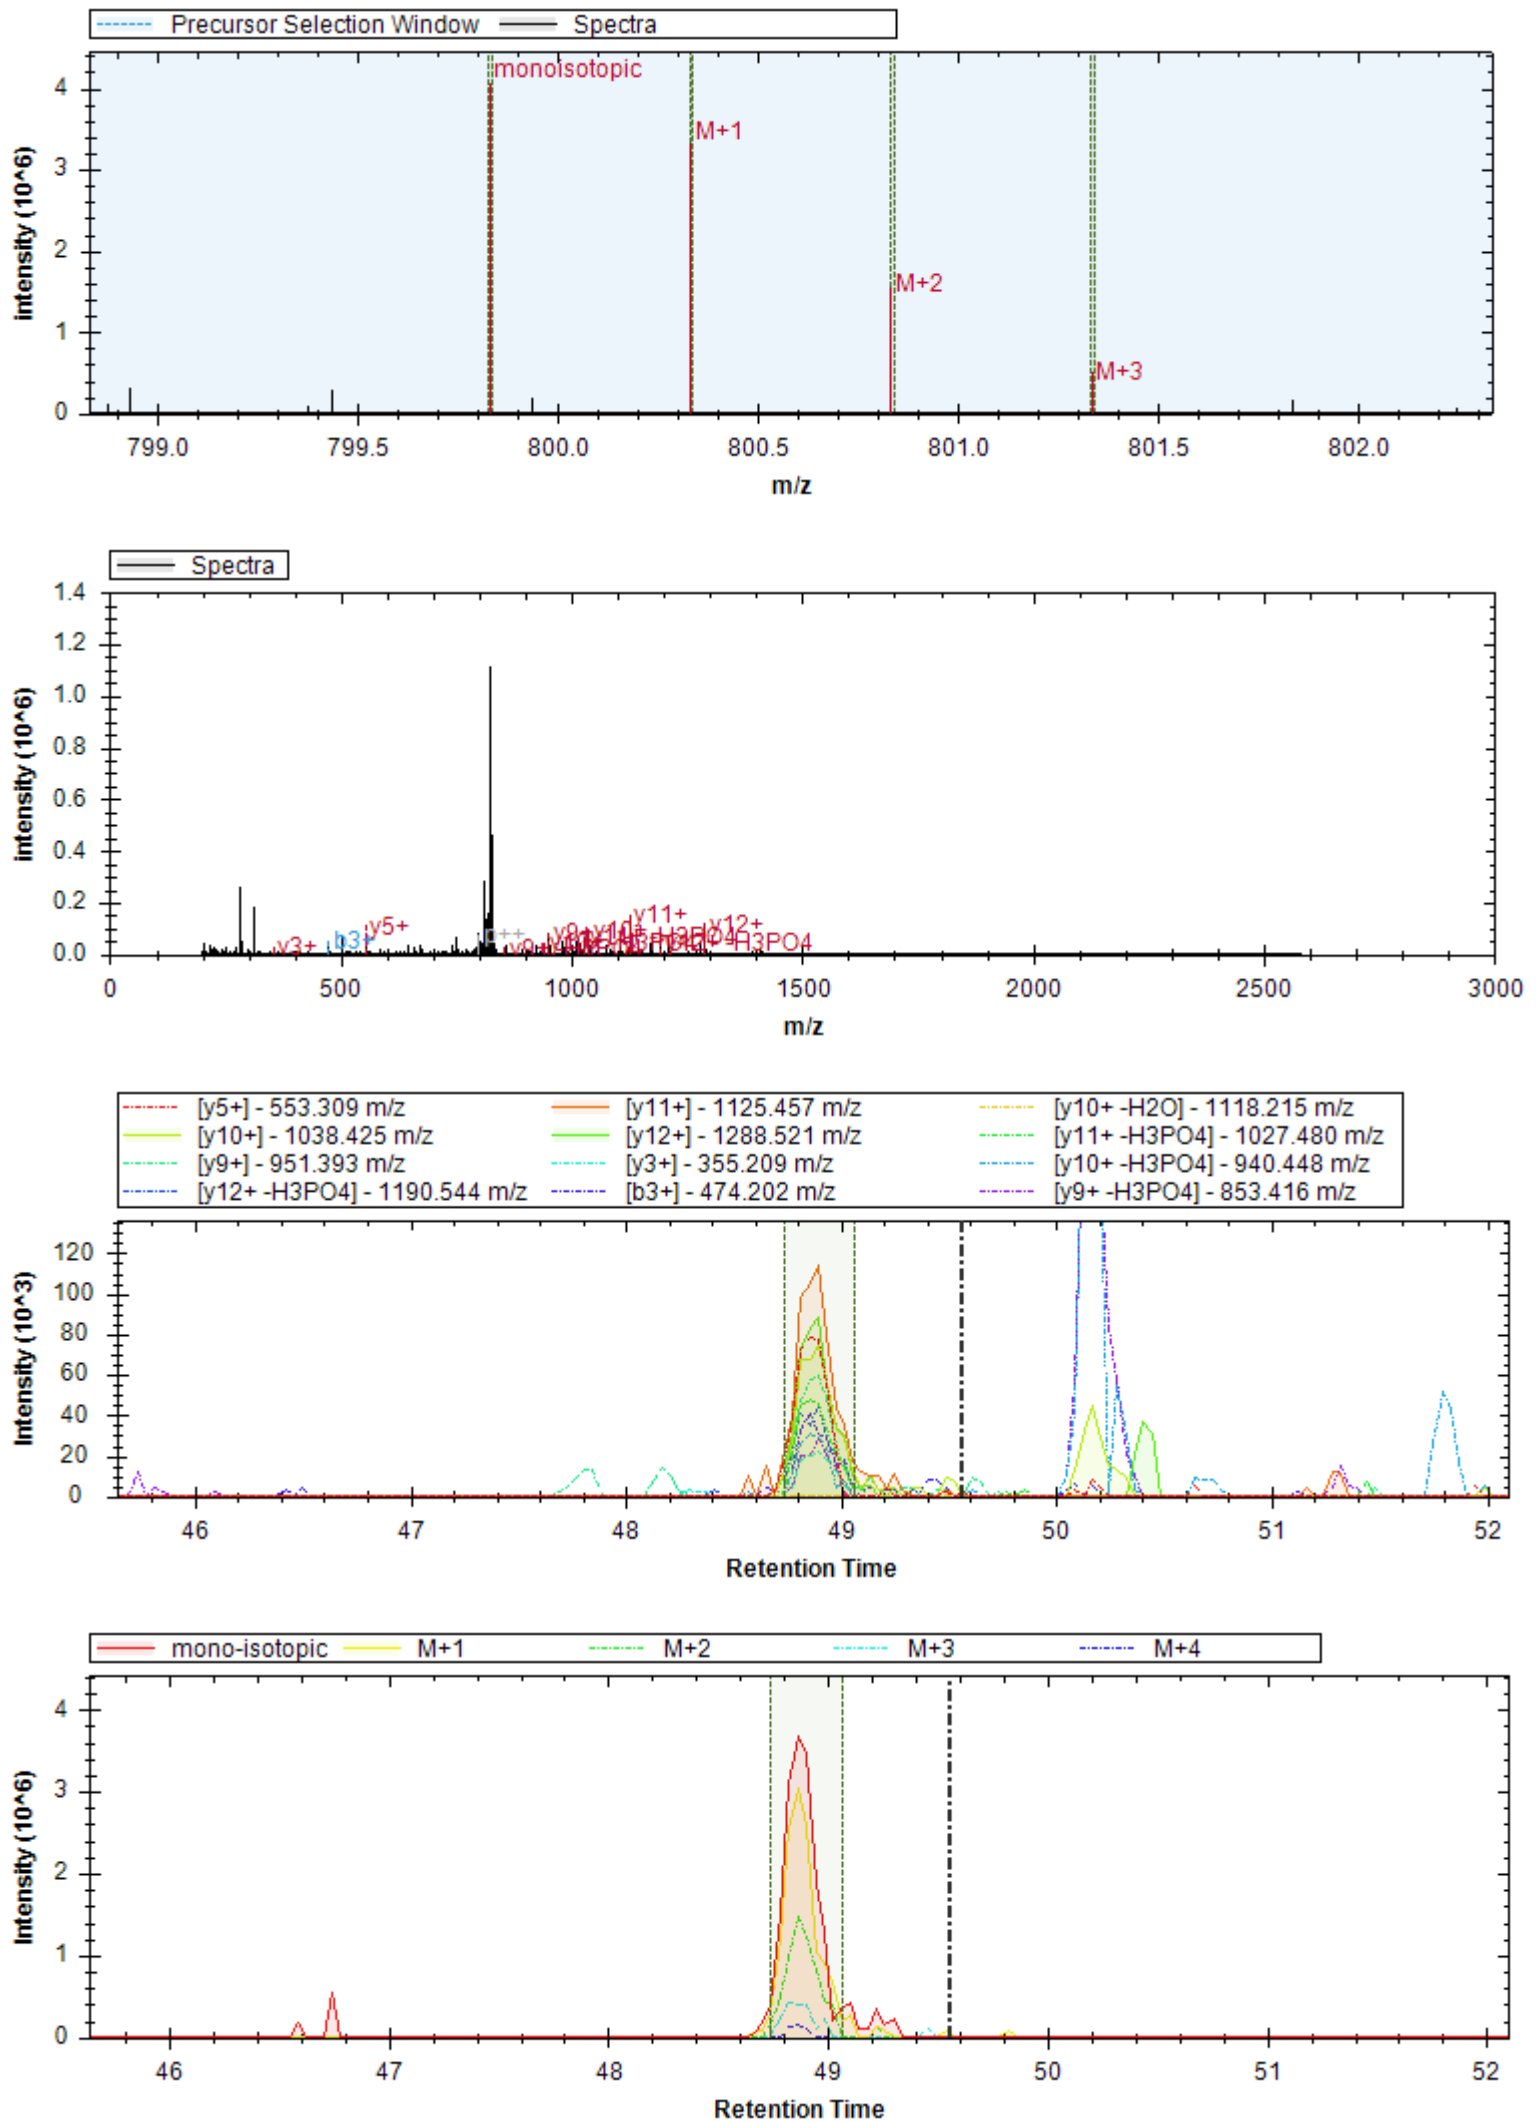 Precursor Selection Window Spectra
monoisotopic
M+1
M+2
M+3
intensity (10^6)
4
3
2
1
0
799.0 799.5 800.0 800.5 801.0 801.5 802.0
m/z
Spectra
1.4
1.2
1.0
0.8
0.6
0.4
0.2
0.0
intensity (10^6)
y3+ b3+ y5+ y11+ y12+
0 500 1000 1500 2000 2500 3000
m/z
[y5+] - 553.309 m/z [y11+] - 1125.457 m/z [y10+ -H2O] - 1118.215 m/z
[y10+] - 1038.425 m/z [y12+] - 1288.521 m/z [y11+ -H3PO4] - 1027.480 m/z
[y9+] - 951.393 m/z [y3+] - 355.209 m/z [y10+ -H3PO4] - 940.448 m/z
[y12+ -H3PO4] - 1190.544 m/z [b3+] - 474.202 m/z [y9+ -H3PO4] - 853.416 m/z
Intensity (10^3)
120
100
80
60
40
20
0
46 47 48 49 50 51 52
Retention Time
mono-isotopic M+1 M+2 M+3 M+4
Intensity (10^6)
4
3
2
1
0
46 47 48 49 50 51 52
Retention Time